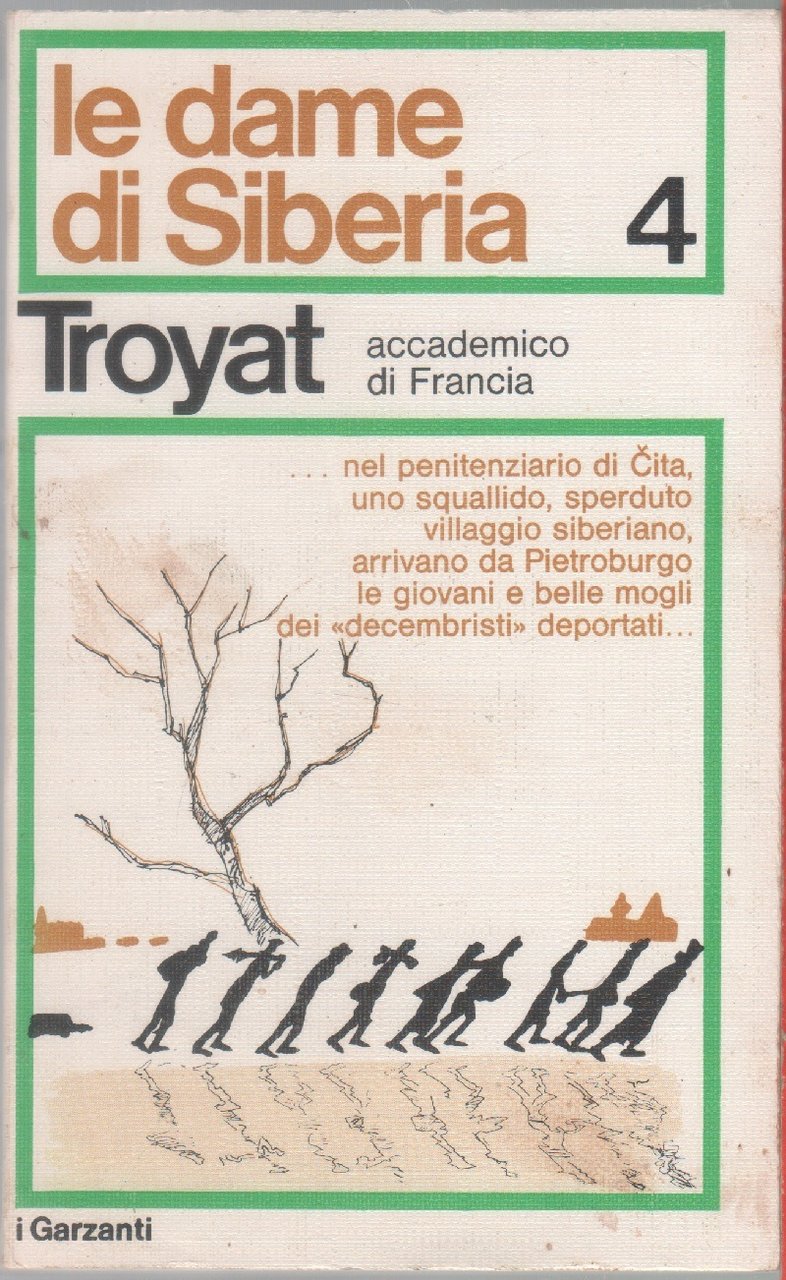 le dame
di Siberia
4
Troyat
accademico
di Francia
... nel penitenziario di Čita,
uno squallido, sperduto
villaggio siberiano,
arrivano da Pietroburgo
le giovani e belle mogli
dei «decembristi» deportati...
i Garzanti